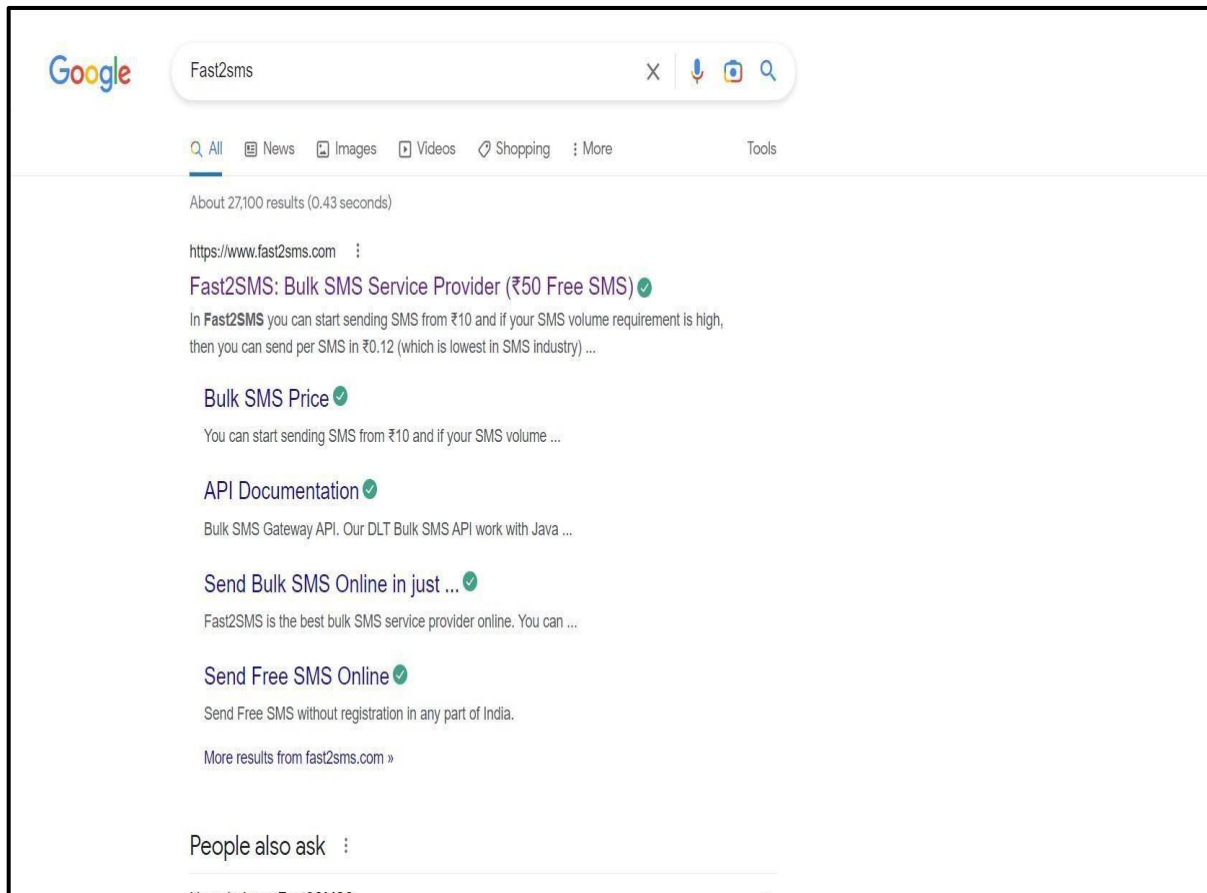 Google
Fast2sms
All News Images Videos Shopping More Tools
About 27,100 results (0.43 seconds)
https://www.fast2sms.com
Fast2SMS: Bulk SMS Service Provider (₹50 Free SMS)
In Fast2SMS you can start sending SMS from ₹10 and if your SMS volume requirement is high,
then you can send per SMS in ₹0.12 (which is lowest in SMS industry) ...
Bulk SMS Price
You can start sending SMS from ₹10 and if your SMS volume ...
API Documentation
Bulk SMS Gateway API. Our DLT Bulk SMS API work with Java ...
Send Bulk SMS Online in just ...
Fast2SMS is the best bulk SMS service provider online. You can ...
Send Free SMS Online
Send Free SMS without registration in any part of India.
More results from fast2sms.com »
People also ask